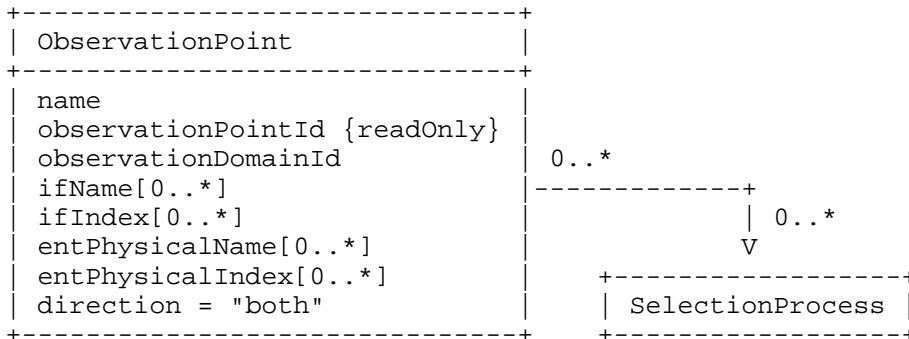 +-------------------------------+
| ObservationPoint              |
+-------------------------------+
| name                          |
| observationPointId {readOnly} |
| observationDomainId           | 0..*
| ifName[0..*]                  |-------------+
| ifIndex[0..*]                 |             | 0..*
| entPhysicalName[0..*]         |             V
| entPhysicalIndex[0..*]        |    +------------------+
| direction = "both"            |    | SelectionProcess |
+-------------------------------+    +------------------+